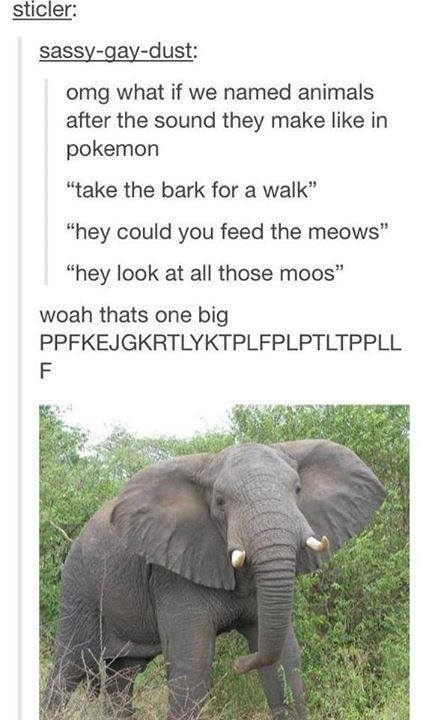 sticler:
sassy-gay-dust:
omg what if we named animals
after the sound they make like in
pokemon
“take the bark for a walk”
“hey could you feed the meows”
“hey look at all those moos”
woah thats one big
PPFKEJGKRTLYKTPLFPLPTLTPPLL
F